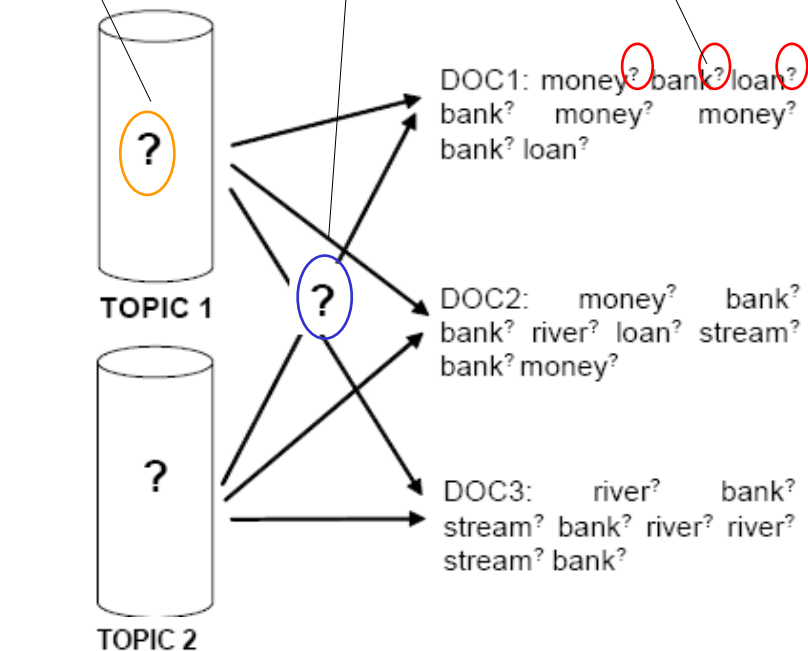 ?
TOPIC 1
?
?
TOPIC 2
DOC1: money? bank? loan?
bank? money? money?
bank? loan?
DOC2: money? bank?
bank? river? loan? stream?
bank? money?
DOC3: river? bank?
stream? bank? river? river?
stream? bank?